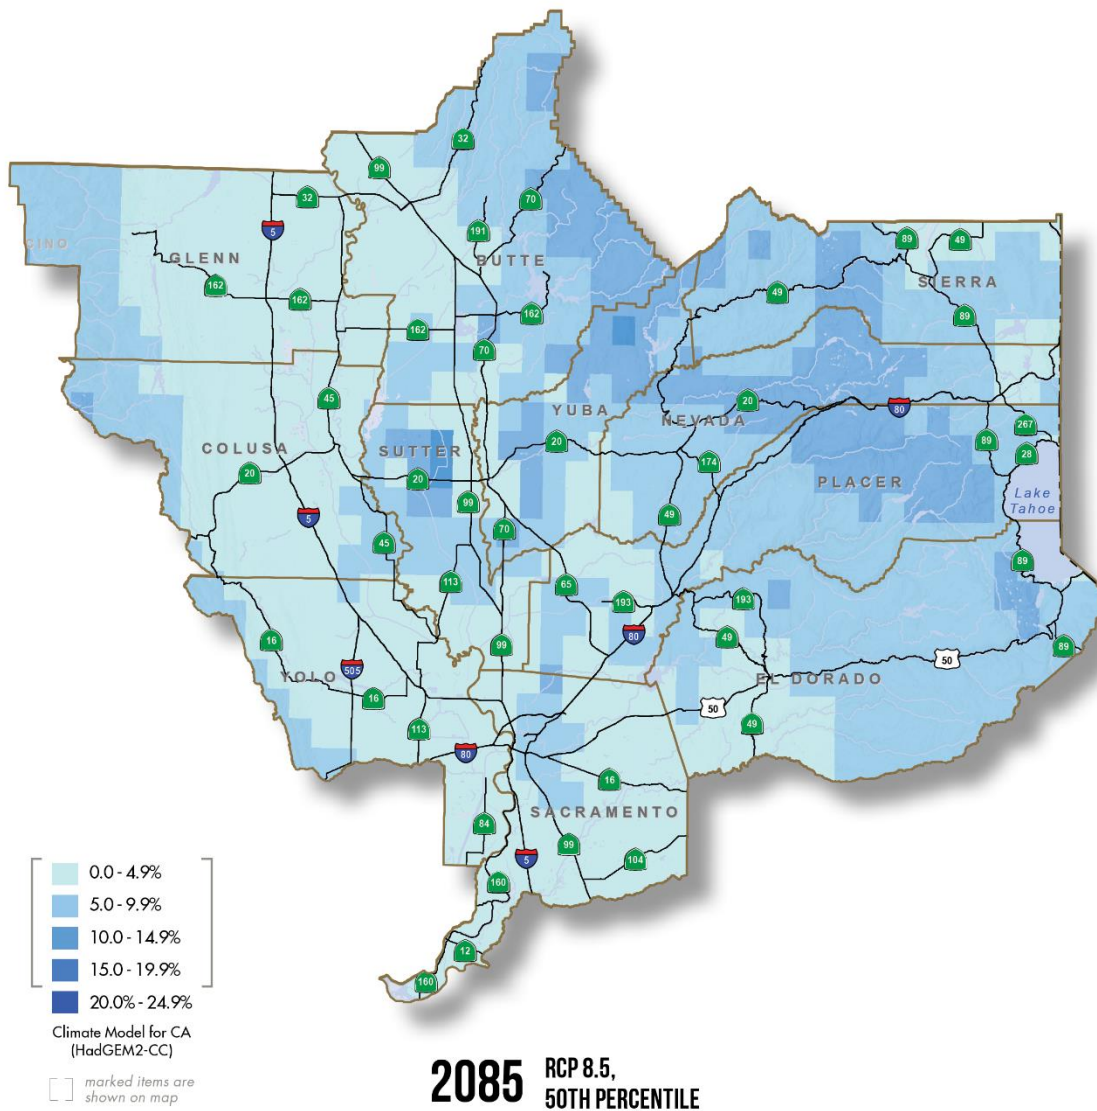 32
99
32
70
5
191
CINO
GLENN
BUTTE
89
49
SIERRA
162
162
49
162
162
89
70
45
20
80
YUBA
NEVADA
267
COLUSA
SUTTER
20
89
28
20
20
174
PLACER
99
Lake
Tahoe
5
49
70
45
89
113
65
193
193
16
99
80
49
89
505
50
YOLO
EL DORADO
16
50
113
49
80
16
SACRAMENTO
84
99
5
104
160
12
160
0.0 - 4.9%
5.0 - 9.9%
10.0 - 14.9%
15.0 - 19.9%
20.0% - 24.9%
Climate Model for CA
(HadGEM2-CC)
marked items are
shown on map
2085
RCP 8.5,
50TH PERCENTILE